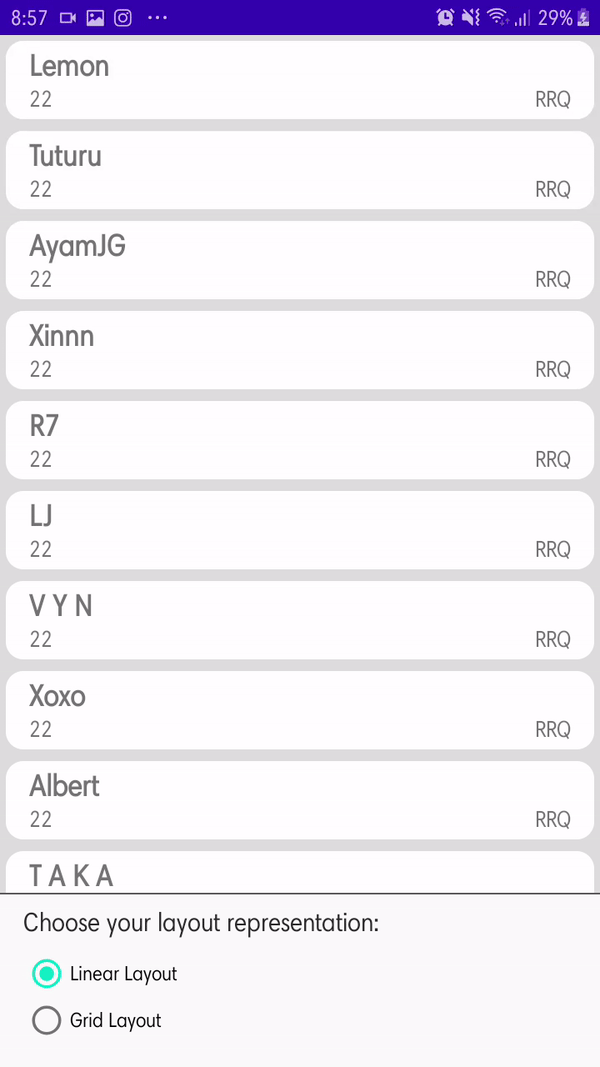 8:57 29%
Lemon
22 RRQ
Tuturu
22 RRQ
AyamJG
22 RRQ
Xinnn
22 RRQ
R7
22 RRQ
LJ
22 RRQ
V Y N
22 RRQ
Xoxo
22 RRQ
Albert
22 RRQ
T A K A
Choose your layout representation:
Linear Layout
Grid Layout